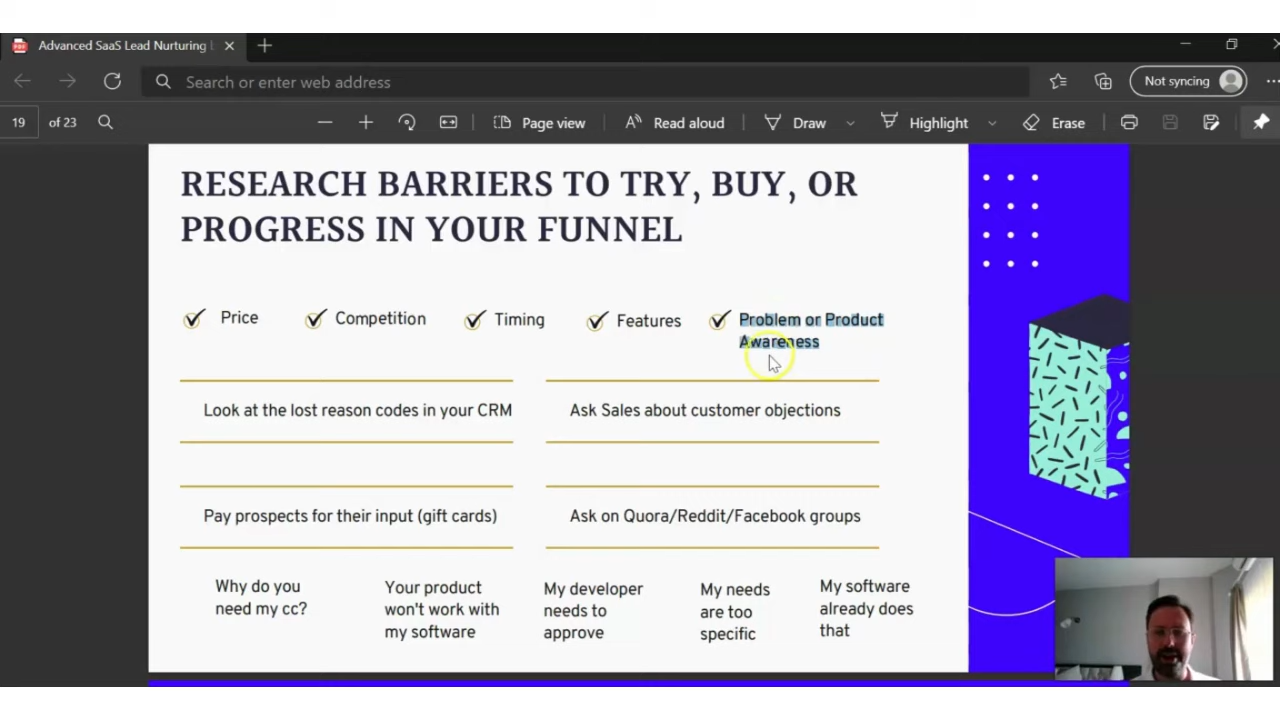 Advanced SaaS Lead Nurturing
Search or enter web address
Not syncing
19 of 23
Page view
Read aloud
Draw
Highlight
Erase
RESEARCH BARRIERS TO TRY, BUY, OR
PROGRESS IN YOUR FUNNEL
Price
Competition
Timing
Features
Problem or Product
Awareness
Look at the lost reason codes in your CRM
Ask Sales about customer objections
Pay prospects for their input (gift cards)
Ask on Quora/Reddit/Facebook groups
Why do you
need my cc?
Your product
won't work with
my software
My developer
needs to
approve
My needs
are too
specific
My software
already does
that